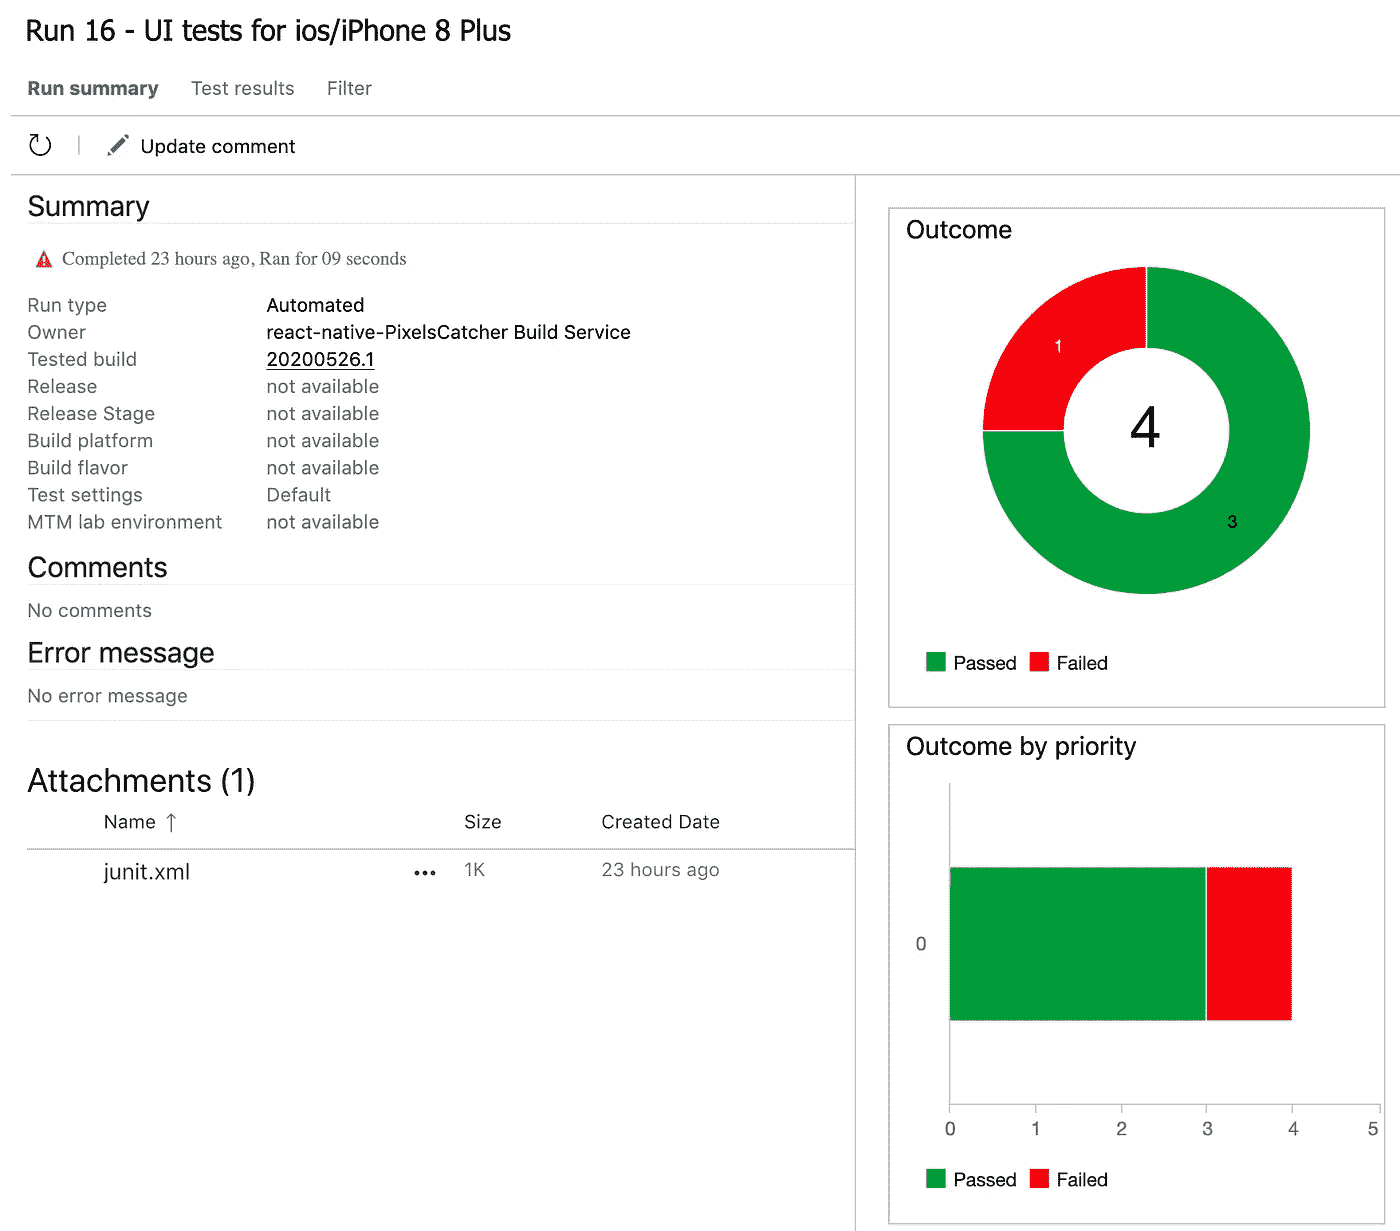 Run 16 - UI tests for ios/iPhone 8 Plus
Run summary Test results Filter
Update comment
Summary
Completed 23 hours ago, Ran for 09 seconds
Run type Automated
Owner react-native-PixelsCatcher Build Service
Tested build 20200526.1
Release not available
Release Stage not available
Build platform not available
Build flavor not available
Test settings Default
MTM lab environment not available
Comments
No comments
Error message
No error message
Attachments (1)
Name ↑ Size Created Date
junit.xml ••• 1K 23 hours ago
Outcome
1
4
3
Passed Failed
Outcome by priority
0
0 1 2 3 4 5
Passed Failed